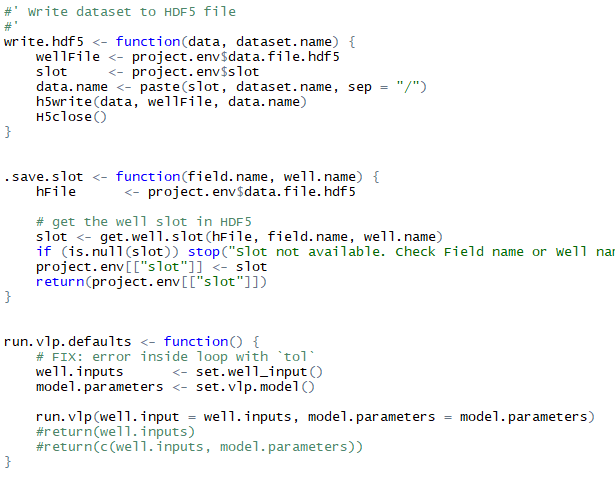 #' Write dataset to HDF5 file
#'
write.hdf5 <- function(data, dataset.name) {
    wellFile <- project.env$data.file.hdf5
    slot     <- project.env$slot
    data.name <- paste(slot, dataset.name, sep = "/")
    h5write(data, wellFile, data.name)
    H5close()
}

.save.slot <- function(field.name, well.name) {
    hFile      <- project.env$data.file.hdf5

    # get the well slot in HDF5
    slot <- get.well.slot(hFile, field.name, well.name)
    if (is.null(slot)) stop("Slot not available. Check Field name or Well
    project.env[["slot"]] <- slot
    return(project.env[["slot"]])
}

run.vlp.defaults <- function() {
    # FIX: error inside loop with `tol`
    well.inputs      <- set.well_input()
    model.parameters <- set.vlp.model()

    run.vlp(well.input = well.inputs, model.parameters = model.parameters)
    #return(well.inputs)
    #return(c(well.inputs, model.parameters))
}